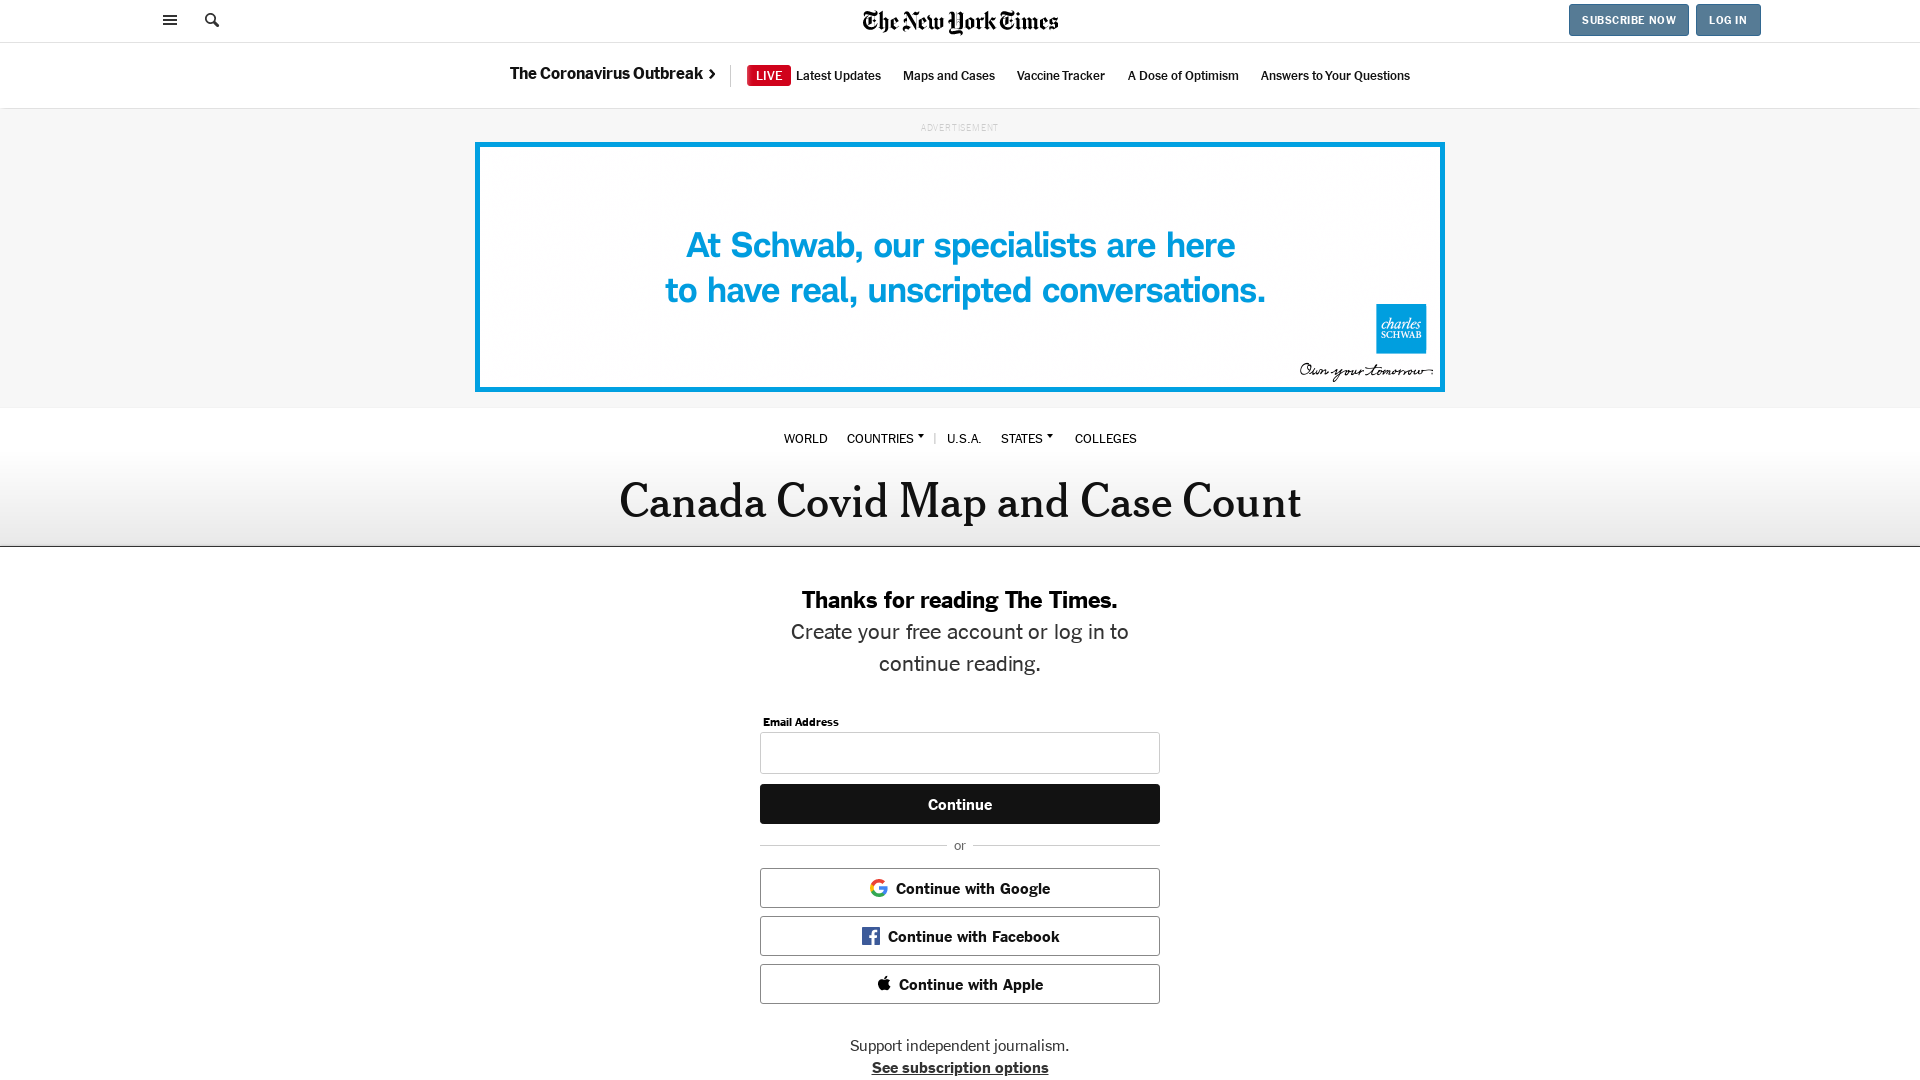 The New York Times
SUBSCRIBE NOW
LOG IN
The Coronavirus Outbreak
LIVE Latest Updates
Maps and Cases
Vaccine Tracker
A Dose of Optimism
Answers to Your Questions
ADVERTISEMENT
At Schwab, our specialists are here
to have real, unscripted conversations.
charles
SCHWAB
Own your tomorrow.
WORLD
COUNTRIES
U.S.A.
STATES
COLLEGES
Canada Covid Map and Case Count
Thanks for reading The Times.
Create your free account or log in to
continue reading.
Email Address
Continue
or
Continue with Google
Continue with Facebook
Continue with Apple
Support independent journalism.
See subscription options